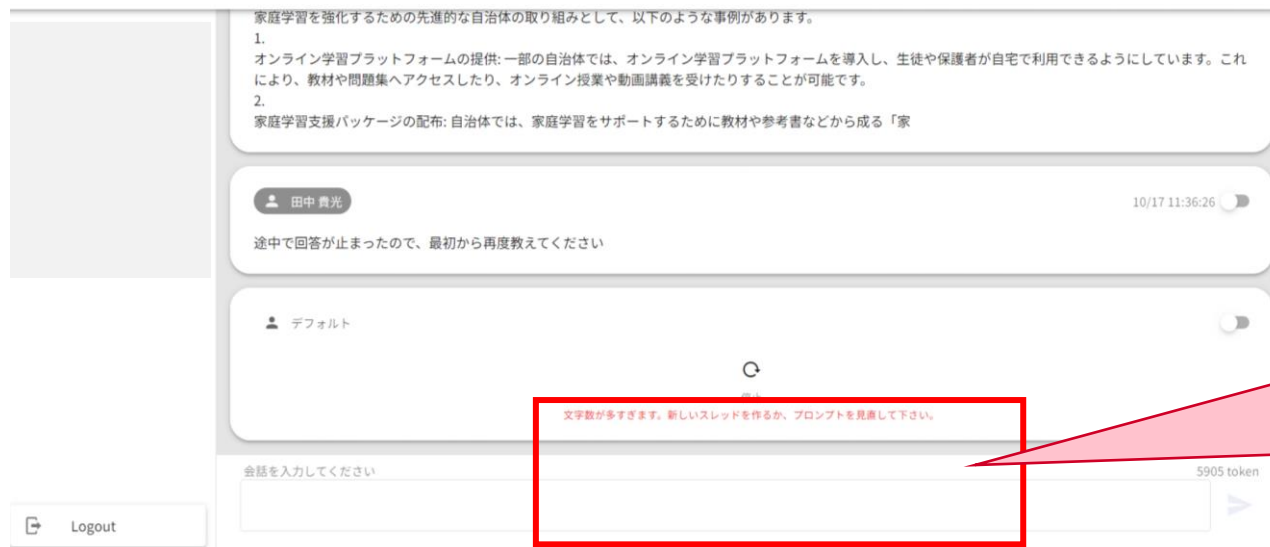 家庭学習を強化するための先進的な自治体の取り組みとして、以下のような事例があります。
1.
オンライン学習プラットフォームの提供: 一部の自治体では、オンライン学習プラットフォームを導入し、生徒や保護者が自宅で利用できるようにしています。これ
により、教材や問題集へアクセスしたり、オンライン授業や動画講義を受けたりすることが可能です。
2.
家庭学習支援パッケージの配布: 自治体では、家庭学習をサポートするために教材や参考書などから成る「家
田中 貴光
10/17 11:36:26
途中で回答が止まったので、最初から再度教えてください
デフォルト
文字数が多すぎます。新しいスレッドを作るか、プロンプトを見直して下さい。
会話を入力してください
5905 token
Logout